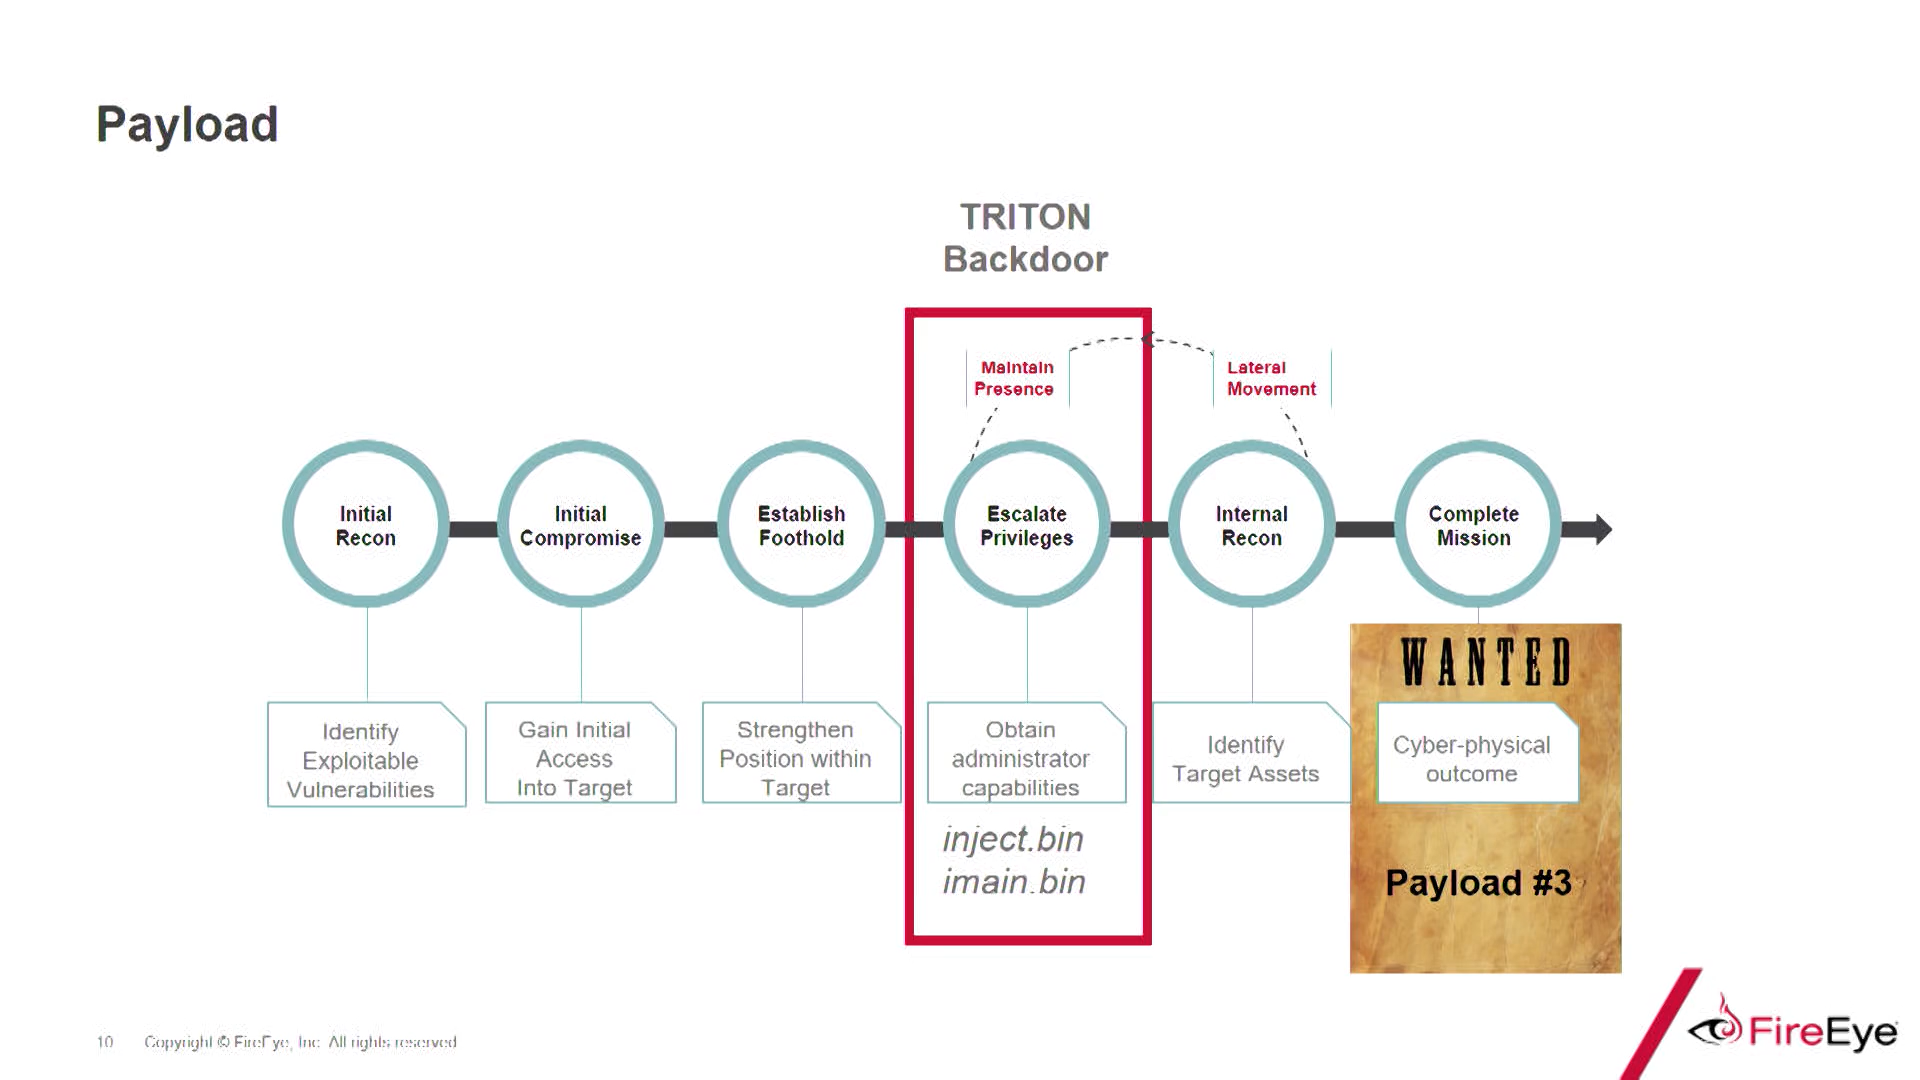 Payload
TRITON
Backdoor
Maintain
Presence
Lateral
Movement
Initial
Recon
Initial
Compromise
Establish
Foothold
Escalate
Privileges
Internal
Recon
Complete
Mission
Identify
Exploitable
Vulnerabilities
Gain Initial
Access
Into Target
Strengthen
Position within
Target
Obtain
administrator
capabilities
inject.bin
imain.bin
Identify
Target Assets
WANTED
Cyber-physical
outcome
Payload #3
10 Copyright © FireEye, Inc. All rights reserved
FireEye